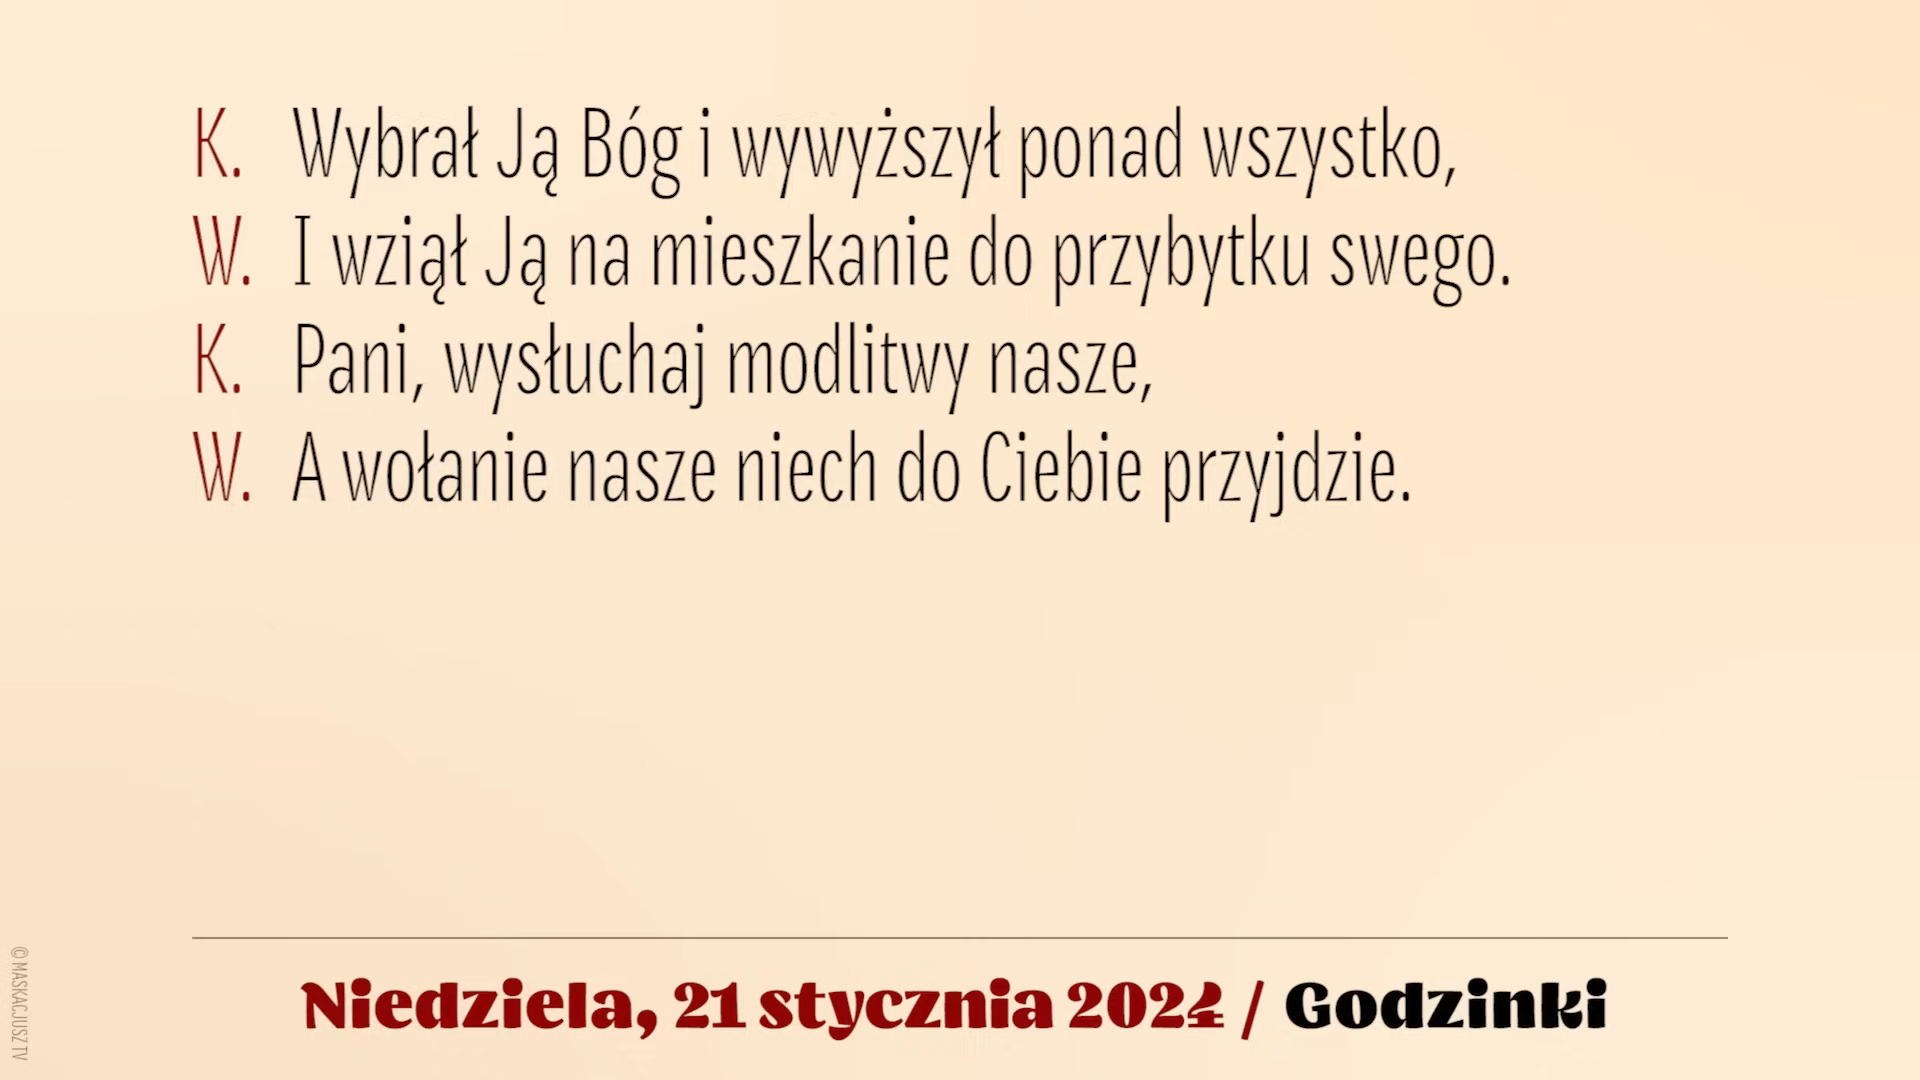 K. Wybrał Ją Bóg i wywyższył ponad wszystko,
W. I wziął Ją na mieszkanie do przybytku swego.
K. Pani, wysłuchaj modlitwy nasze,
W. A wołanie nasze niech do Ciebie przyjdzie.
Niedziela, 21 stycznia 2024 / Godzinki
© MASKACJUSZ TV